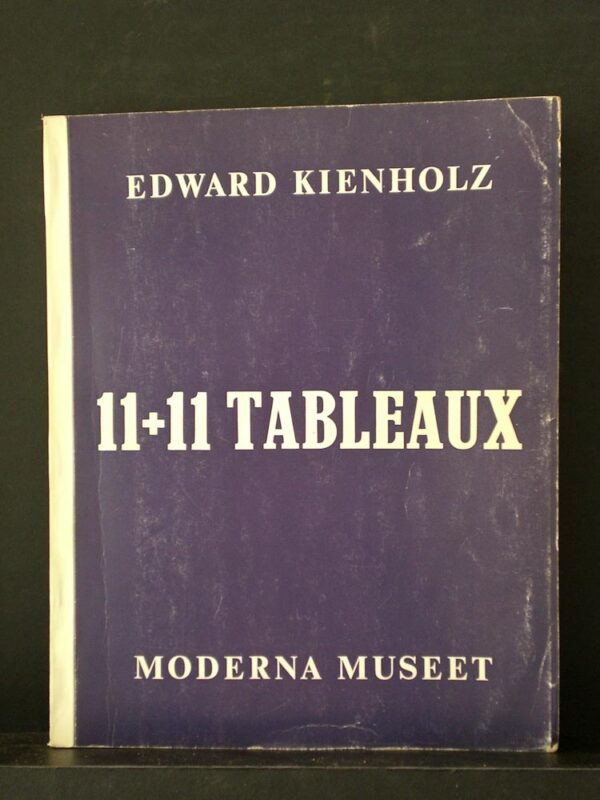 EDWARD KIENHOLZ
11+11 TABLEAUX
MODERNA MUSEET